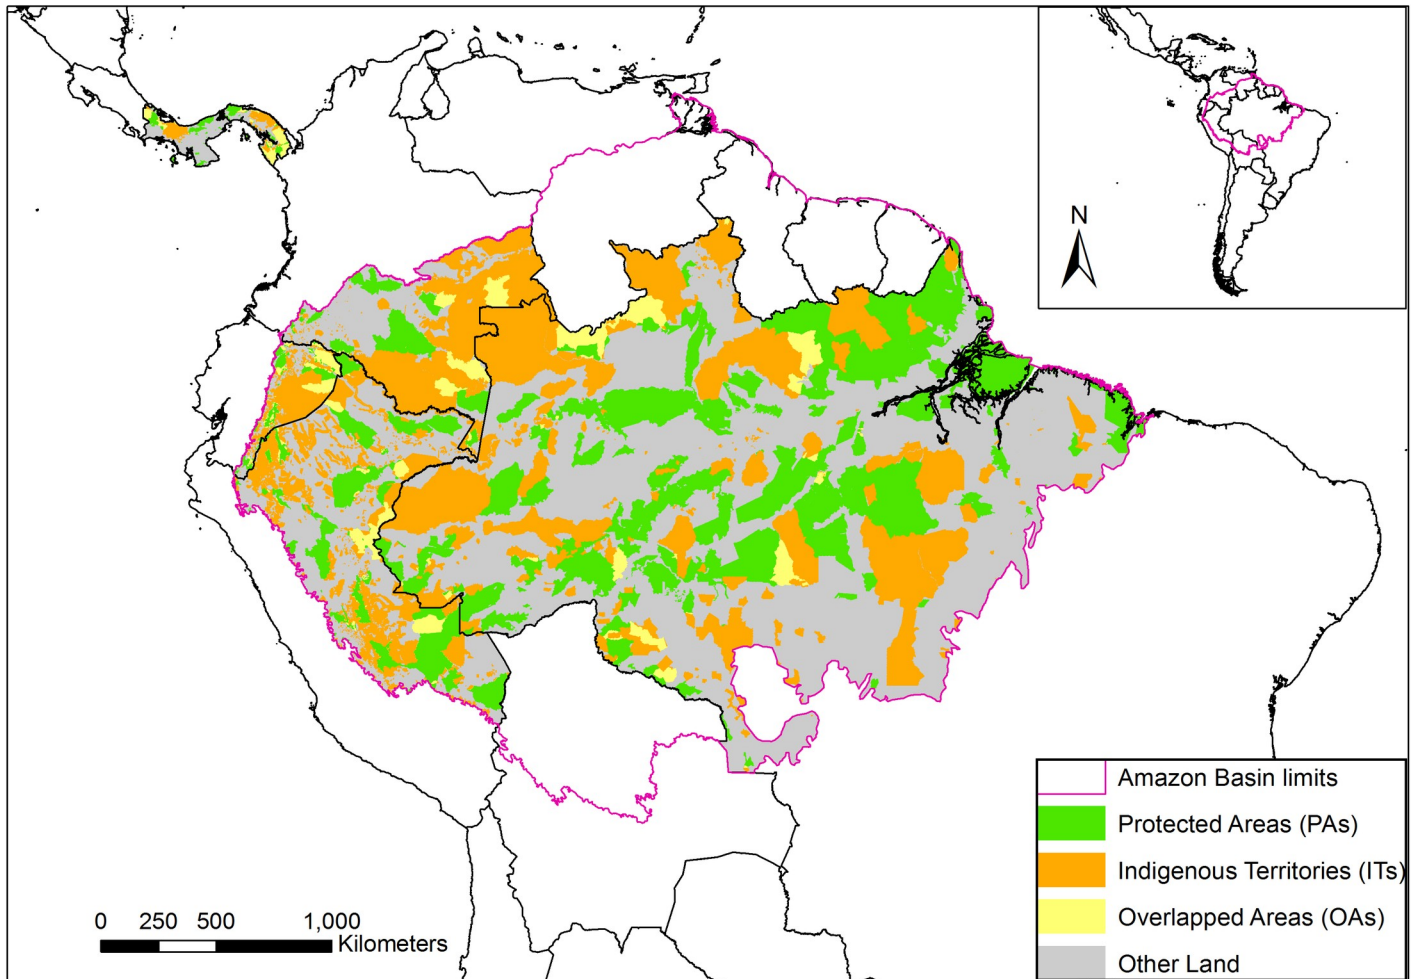 N
Amazon Basin limits
Protected Areas (PAs)
Indigenous Territories (ITs)
Overlapped Areas (OAs)
Other Land
0 250 500 1,000
Kilometers